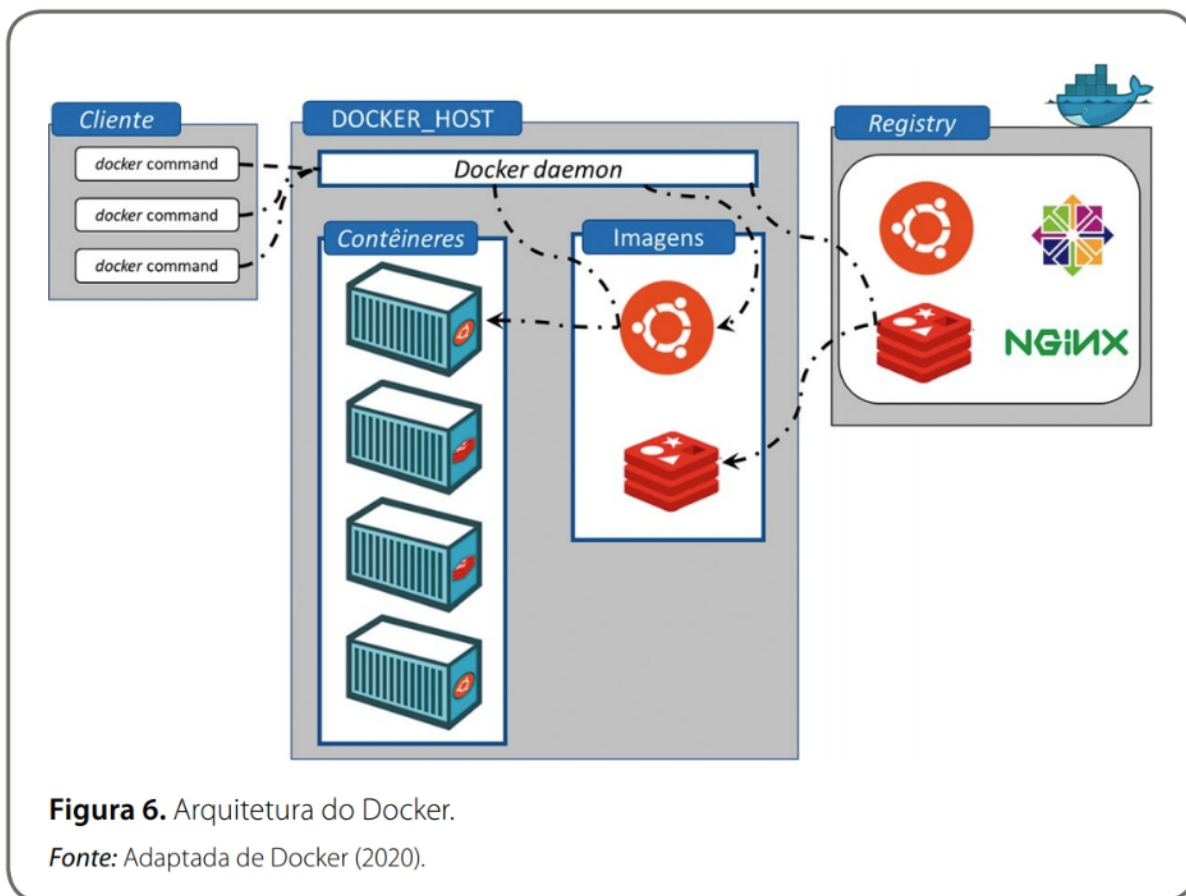 Cliente
docker command
docker command
docker command
DOCKER_HOST
Docker daemon
Contêineres
Imagens
Registry
NGiNX
Figura 6. Arquitetura do Docker.
Fonte: Adaptada de Docker (2020).